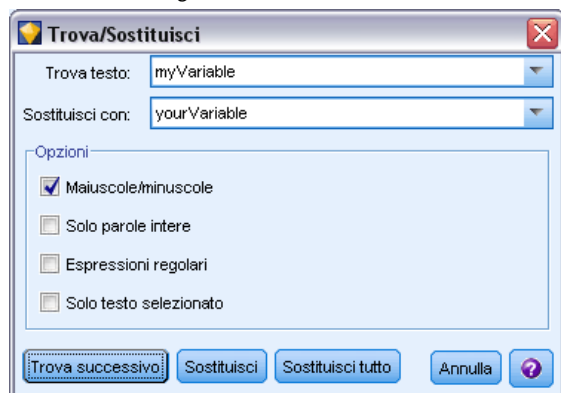 Trova/Sostituisci
Trova testo: myVariable
Sostituisci con: yourVariable
Opzioni
Maiuscole/minuscole
Solo parole intere
Espressioni regolari
Solo testo selezionato
Trova successivo Sostituisci Sostituisci tutto Annulla ?